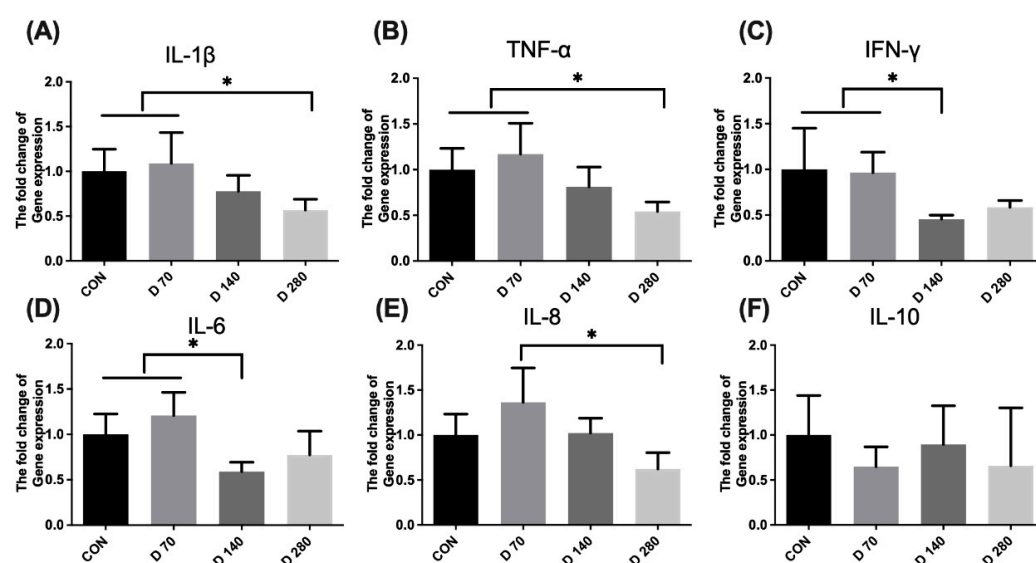 (A)
IL-1β
*
The fold change of
Gene expression
2.0
1.5
1.0
0.5
0.0
CON
D 70
D 140
D 280
(B)
TNF-α
*
The fold change of
Gene expression
2.0
1.5
1.0
0.5
0.0
CON
D 70
D 140
D 280
(C)
IFN-γ
*
The fold change of
Gene expression
2.0
1.5
1.0
0.5
0.0
CON
D 70
D 140
D 280
(D)
IL-6
*
The fold change of
Gene expression
2.0
1.5
1.0
0.5
0.0
CON
D 70
D 140
D 280
(E)
IL-8
*
The fold change of
Gene expression
2.0
1.5
1.0
0.5
0.0
CON
D 70
D 140
D 280
(F)
IL-10
The fold change of
Gene expression
2.0
1.5
1.0
0.5
0.0
CON
D 70
D 140
D 280